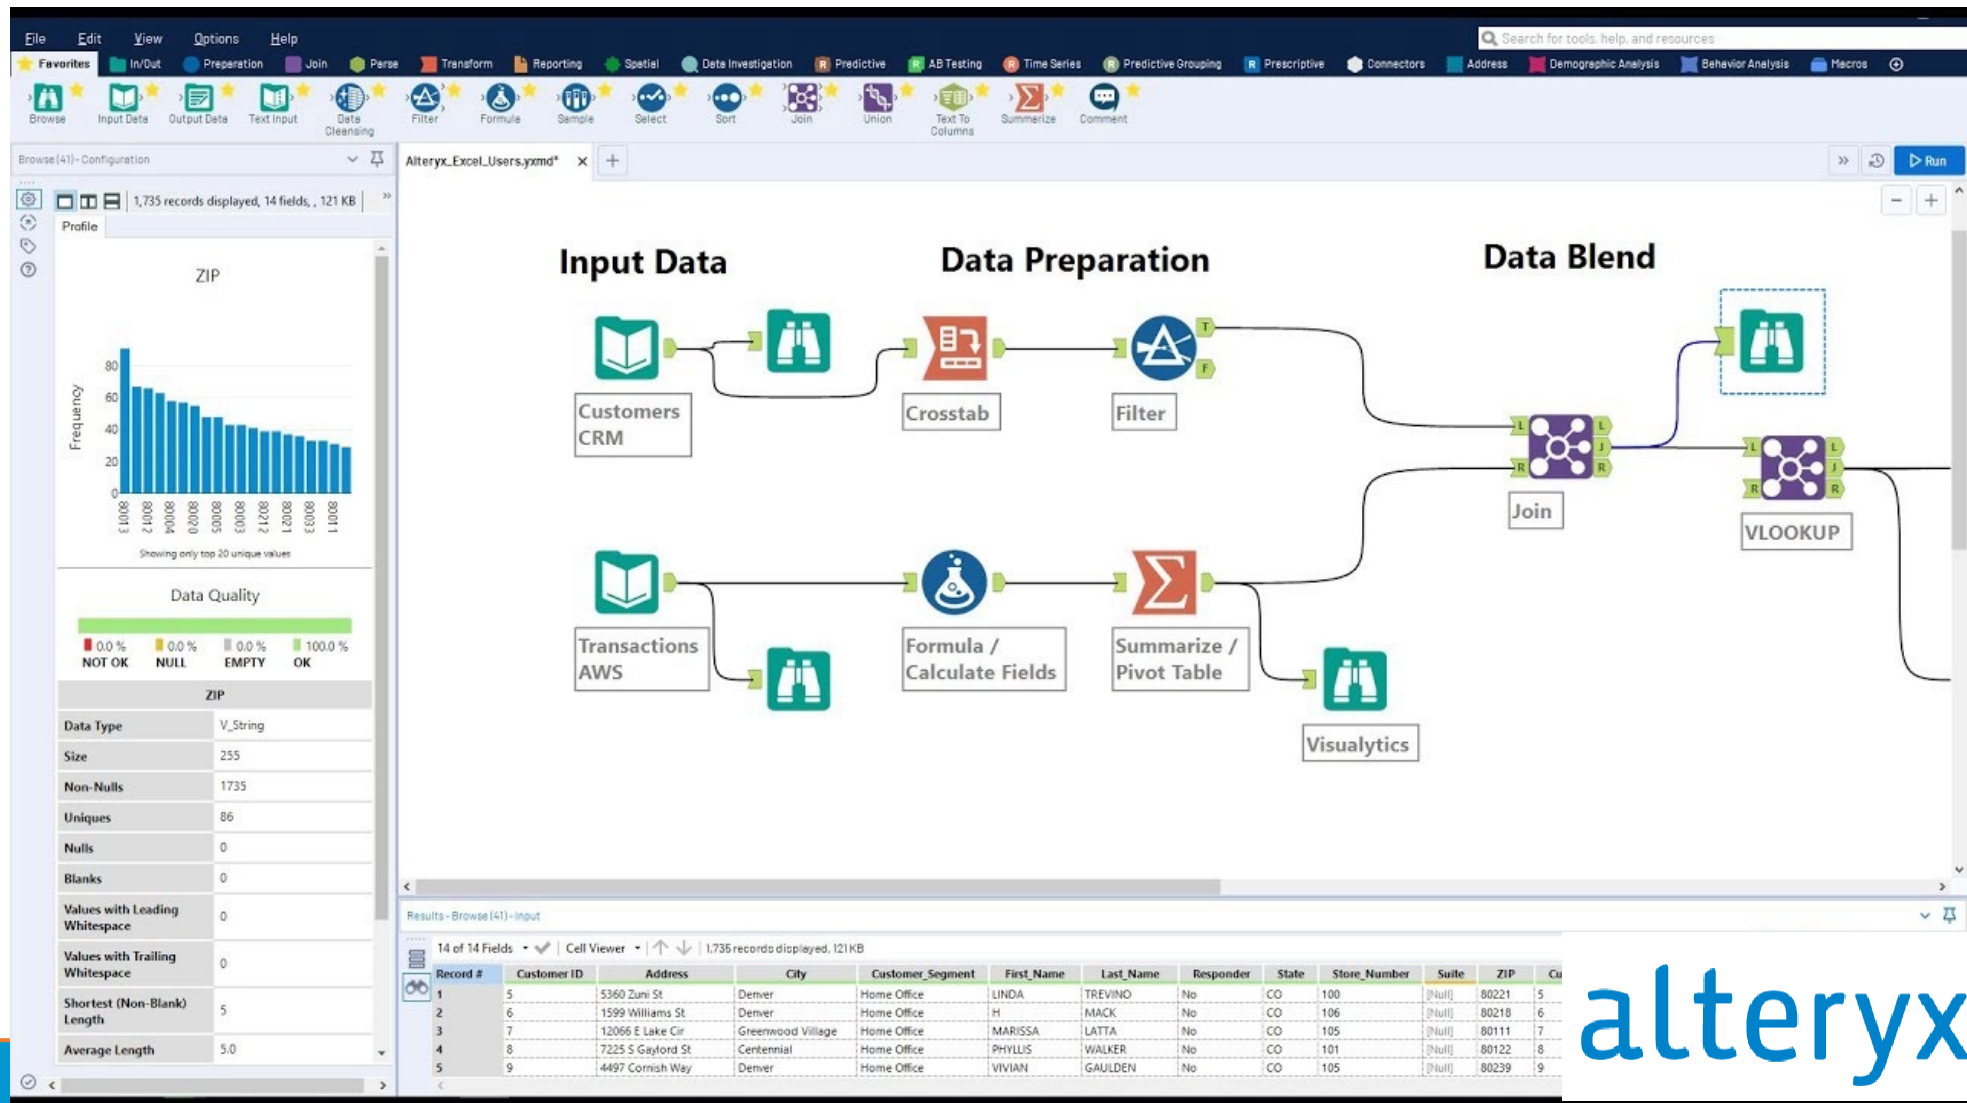 File Edit View Options Help
Search for tools, help, and resources
Favorites In/Out Preparation Join Parse Transform Reporting Spatial Data Investigation Predictive AB Testing Time Series Predictive Grouping Prescriptive Connectors Address Demographic Analysis Behavior Analysis Macros
Browse Input Data Output Data Text Input Data Cleansing Filter Formula Sample Select Sort Join Union Text To Columns Summarize Comment
Browse (41) - Configuration
Alteryx_Excel_Users.yxmd*
Run
1,735 records displayed, 14 fields, , 121 KB
Profile
ZIP
Frequency
80
60
40
20
0
80013 80012 80004 80020 80005 80003 80212 80021 80033 80011
Showing only top 20 unique values
Data Quality
0.0 % 0.0 % 0.0 % 100.0 %
NOT OK NULL EMPTY OK
ZIP
Data Type V_String
Size 255
Non-Nulls 1735
Uniques 86
Nulls 0
Blanks 0
Values with Leading
Whitespace 0
Values with Trailing
Whitespace 0
Shortest (Non-Blank)
Length 5
Average Length 5.0
Input Data
Data Preparation
Data Blend
T
F
Customers
CRM
Crosstab
Filter
L L
J
R R
Join
L L
J
R R
VLOOKUP
Transactions
AWS
Formula /
Calculate Fields
Summarize /
Pivot Table
Visualytics
Results - Browse (41) - Input
14 of 14 Fields Cell Viewer 1,735 records displayed, 121 KB
Record # Customer ID Address City Customer_Segment First_Name Last_Name Responder State Store_Number Suite ZIP Cu
1 5 5360 Zuni St Denver Home Office LINDA TREVINO No CO 100 [Null] 80221 5
2 6 1599 Williams St Denver Home Office H MACK No CO 106 [Null] 80218 6
3 7 12066 E Lake Cir Greenwood Village Home Office MARISSA LATTA No CO 105 [Null] 80111 7
4 8 7225 S Gaylord St Centennial Home Office PHYLLIS WALKER No CO 101 [Null] 80122 8
5 9 4497 Cornish Way Denver Home Office VIVIAN GAULDEN No CO 105 [Null] 80239 9
alteryx